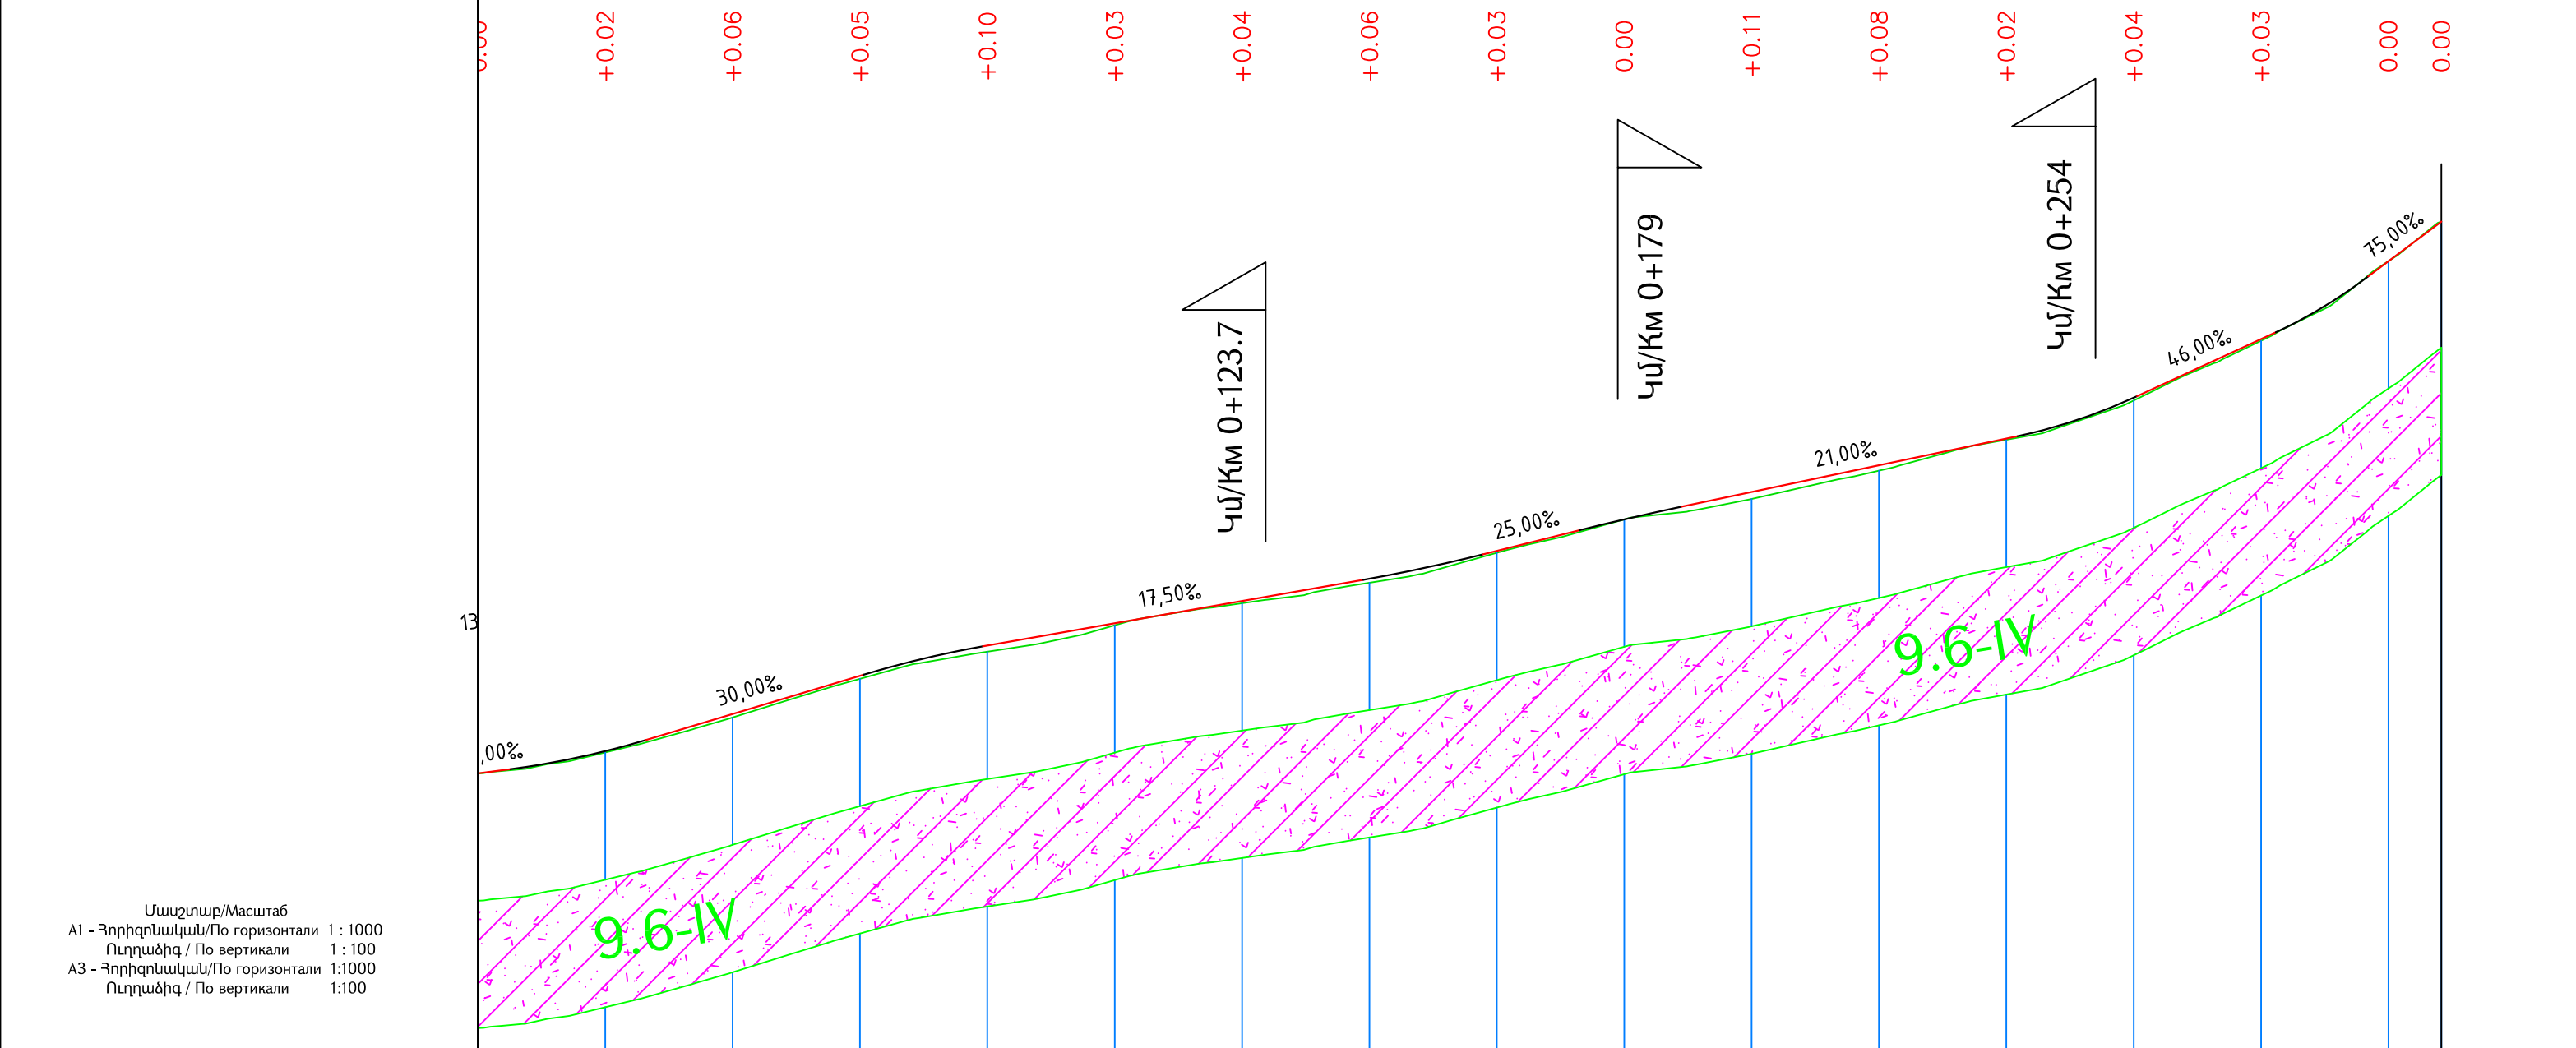 +0.02
+0.06
+0.05
+0.10
+0.03
+0.04
+0.06
+0.03
0.00
+0.11
+0.08
+0.02
+0.04
+0.03
0.00
0.00
Կմ/Км 0+123.7
Կմ/Км 0+179
Կմ/Км 0+254
75,00‰
46,00‰
21,00‰
25,00‰
17,50‰
13
30,00‰
,00‰
9.6-IV
9.6-IV
Մասշտաբ/Масштаб
A1 - Հորիզոնական/По горизонтали 1 : 1000
Ուղղաձիգ / По вертикали 1 : 100
A3 - Հորիզոնական/По горизонтали 1:1000
Ուղղաձիգ / По вертикали 1:100